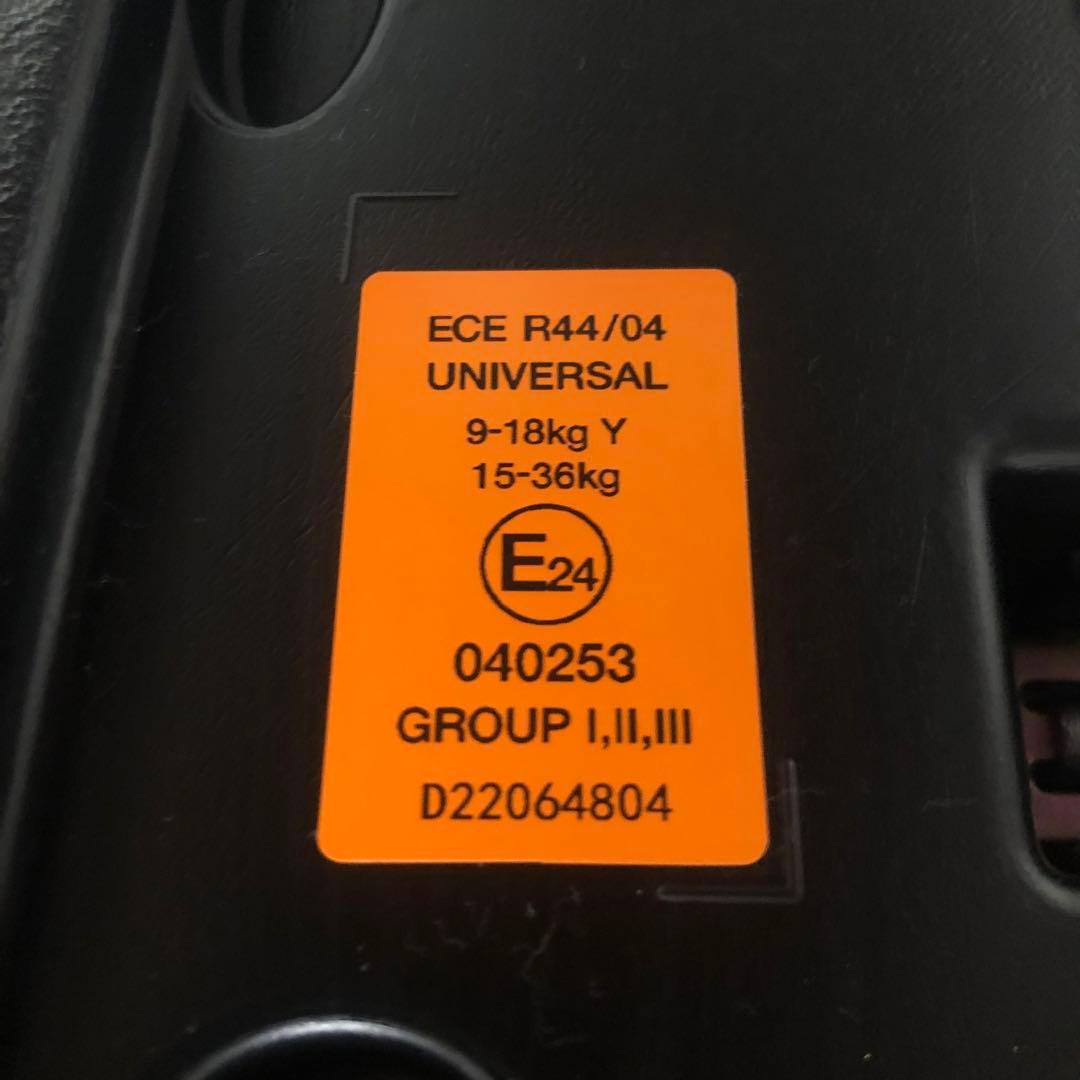 ECE R44/04
UNIVERSAL
9-18kg Y
15-36kg
E24
040253
GROUP I,II,III
D22064804